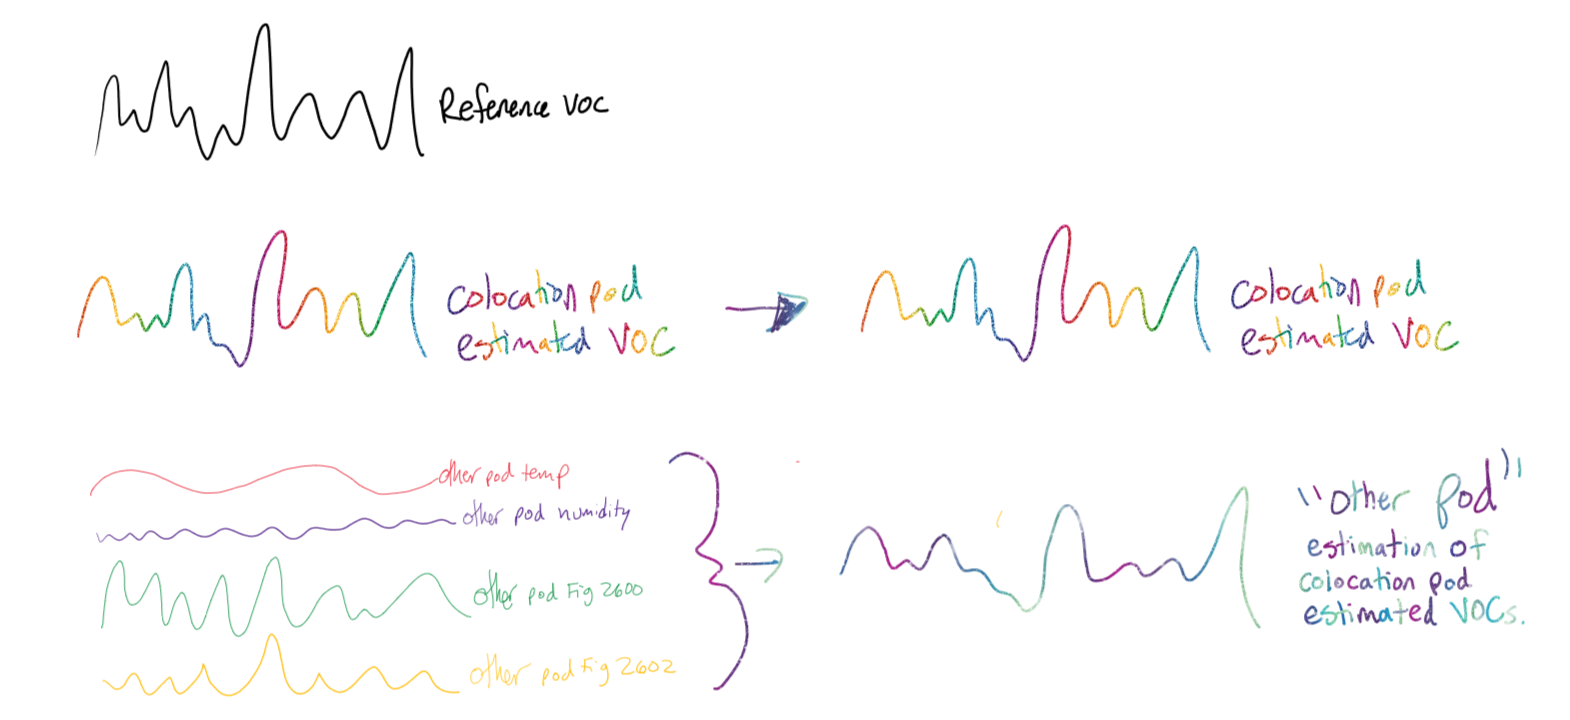 Reference VOC
Colocation pod
estimated VOC
Colocation pod
estimated VOC
other pod temp
other pod humidity
other pod Fig 2600
other pod Fig 2602
"other pod"
estimation of
colocation pod
estimated VOCs.